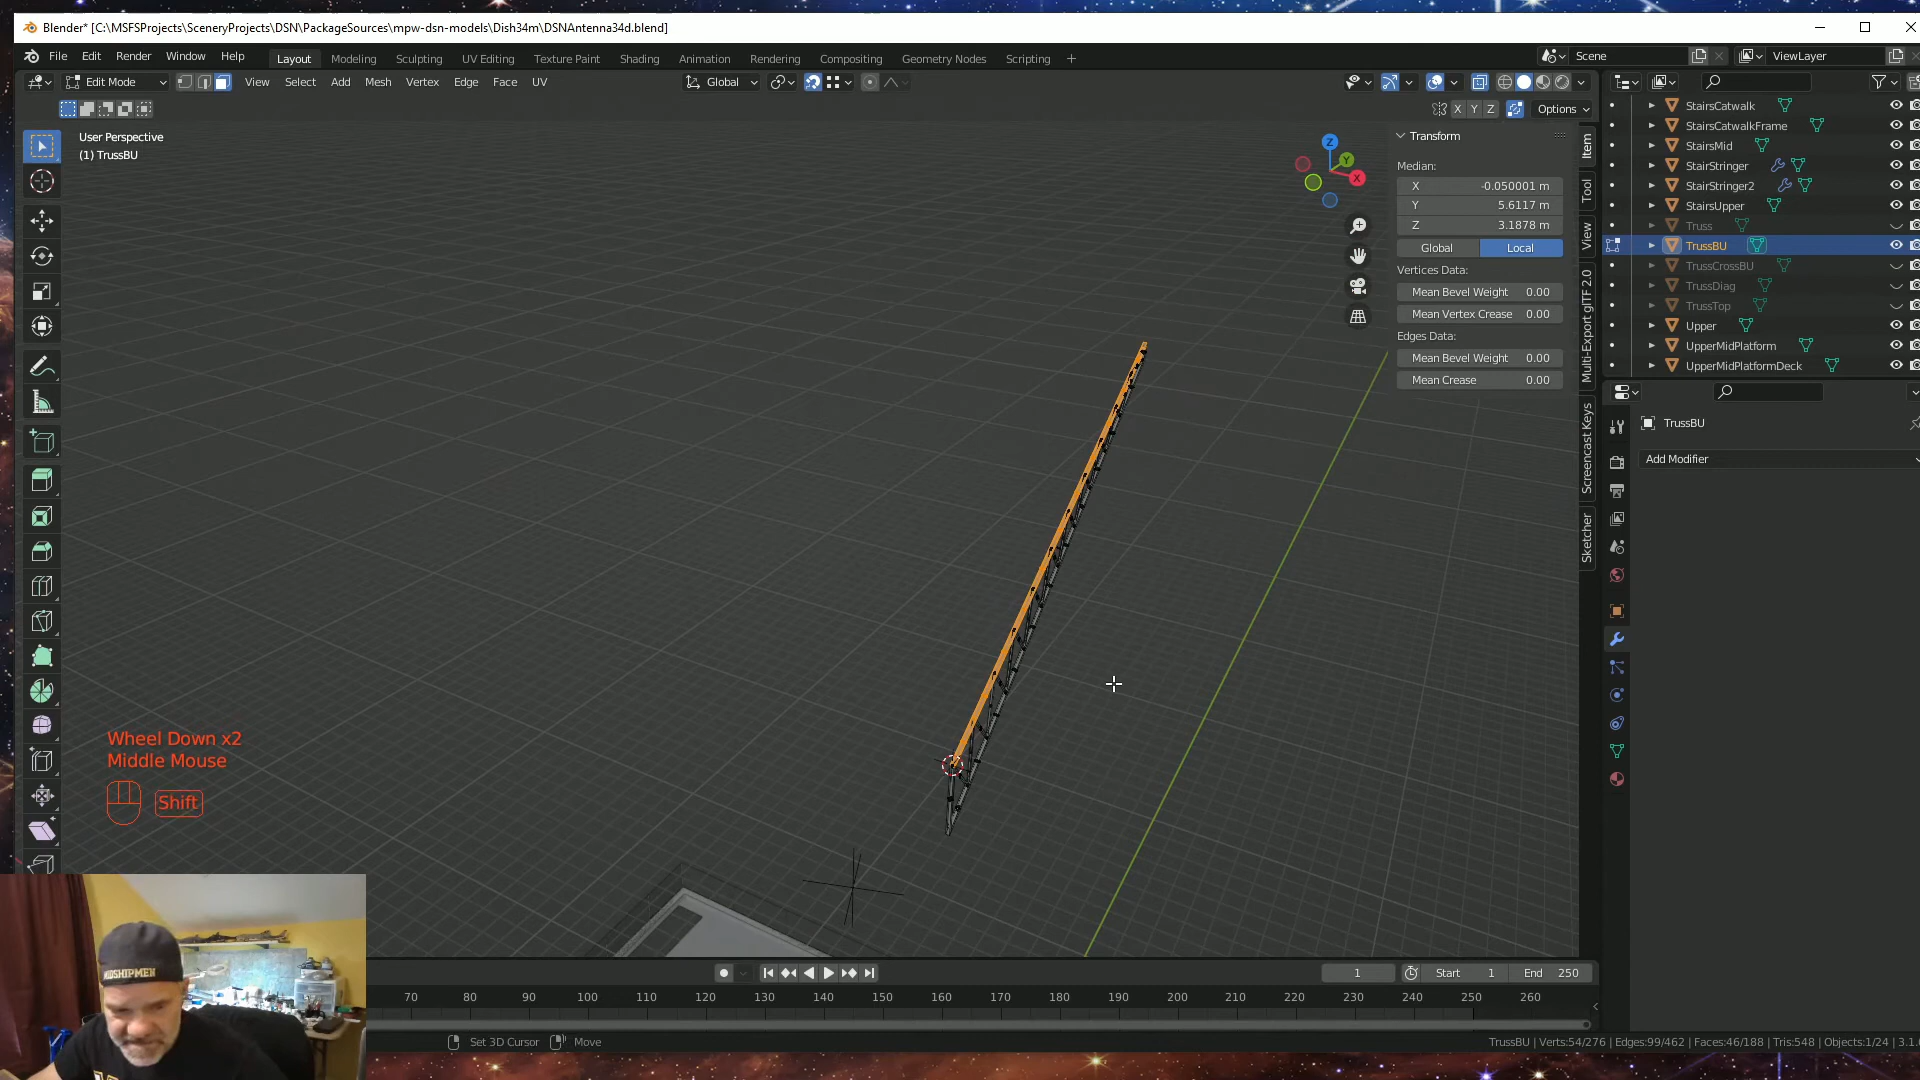 Blender* [C:\MSFSProjects\SceneryProjects\DSN\PackageSources\mpw-dsn-models\Dish34m\DSNAntenna34d.blend]
File Edit Render Window Help Layout Modeling Sculpting UV Editing Texture Paint Shading Animation Rendering Compositing Geometry Nodes Scripting + Scene ViewLayer
Edit Mode View Select Add Mesh Vertex Edge Face UV Global
X Y Z Options
User Perspective
(1) TrussBU
Z Y X
Transform
Median:
X -0.050001 m
Y 5.6117 m
Z 3.1878 m
Global Local
Vertices Data:
Mean Bevel Weight 0.00
Mean Vertex Crease 0.00
Edges Data:
Mean Bevel Weight 0.00
Mean Crease 0.00
Item
Tool
View
Multi-Export glTF 2.0
Screencast Keys
Sketcher
StairsCatwalk
StairsCatwalkFrame
StairsMid
StairStringer
StairStringer2
StairsUpper
Truss
TrussBU
TrussCrossBU
TrussDiag
TrussTop
Upper
UpperMidPlatform
UpperMidPlatformDeck
TrussBU
Add Modifier
Wheel Down x2
Middle Mouse
Shift
MIDSHIPMEN
1 Start 1 End 250
70 80 90 100 110 120 130 140 150 160 170 180 190 200 210 220 230 240 250 260
Set 3D Cursor Move
TrussBU | Verts:54/276 | Edges:99/462 | Faces:46/188 | Tris:548 | Objects:1/24 | 3.1.